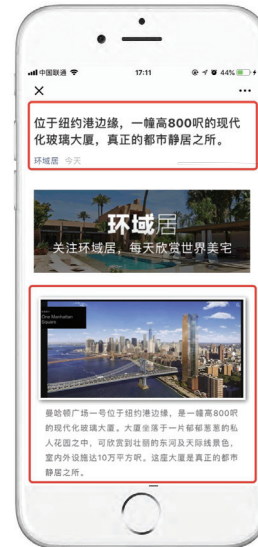 中国联通
17:11
44%
位于纽约港边缘，一幢高800呎的现代
化玻璃大厦，真正的都市静居之所。
环域居 今天
环域居
关注环域居，每天欣赏世界美宅
One Manhattan
Square
曼哈顿广场一号位于纽约港边缘，是一幢高800呎
的现代化玻璃大厦。大厦坐落于一片郁郁葱葱的私
人花园之中，可欣赏到壮丽的东河及天际线景色，
室内外设施达10万平方呎。这座大厦是真正的都市
静居之所。